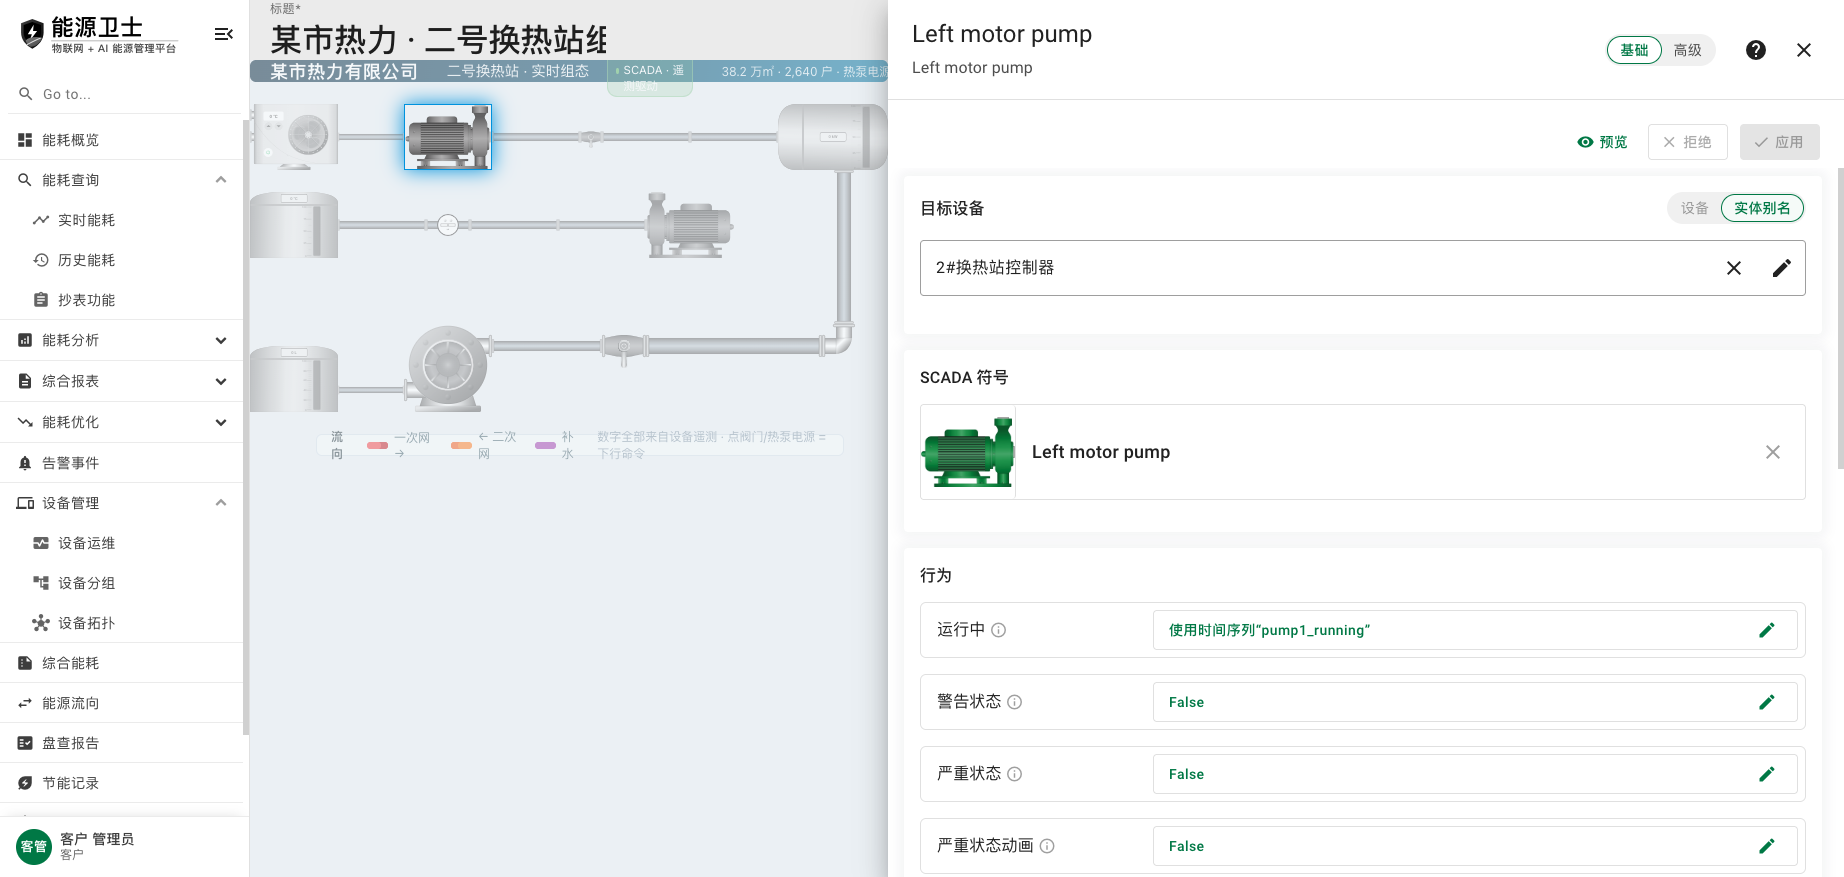 能源卫士
物联网 + AI 能源管理平台
Go to...
能耗概览
能耗查询
实时能耗
历史能耗
抄表功能
能耗分析
综合报表
能耗优化
告警事件
设备管理
设备运维
设备分组
设备拓扑
综合能耗
能源流向
盘查报告
节能记录
客管
客户 管理员
客户
标题*
某市热力 · 二号换热站组
某市热力有限公司
二号换热站 · 实时组态
SCADA · 遥
测驱动
38.2 万㎡ · 2,640 户 · 热泵电源
流
向
一次网
→
← 二次
网
补
水
数字全部来自设备遥测 · 点阀门/热泵电源 =
下行命令
Left motor pump
Left motor pump
基础
高级
预览
拒绝
应用
目标设备
设备
实体别名
2#换热站控制器
SCADA 符号
Left motor pump
行为
运行中
使用时间序列“pump1_running”
警告状态
False
严重状态
False
严重状态动画
False